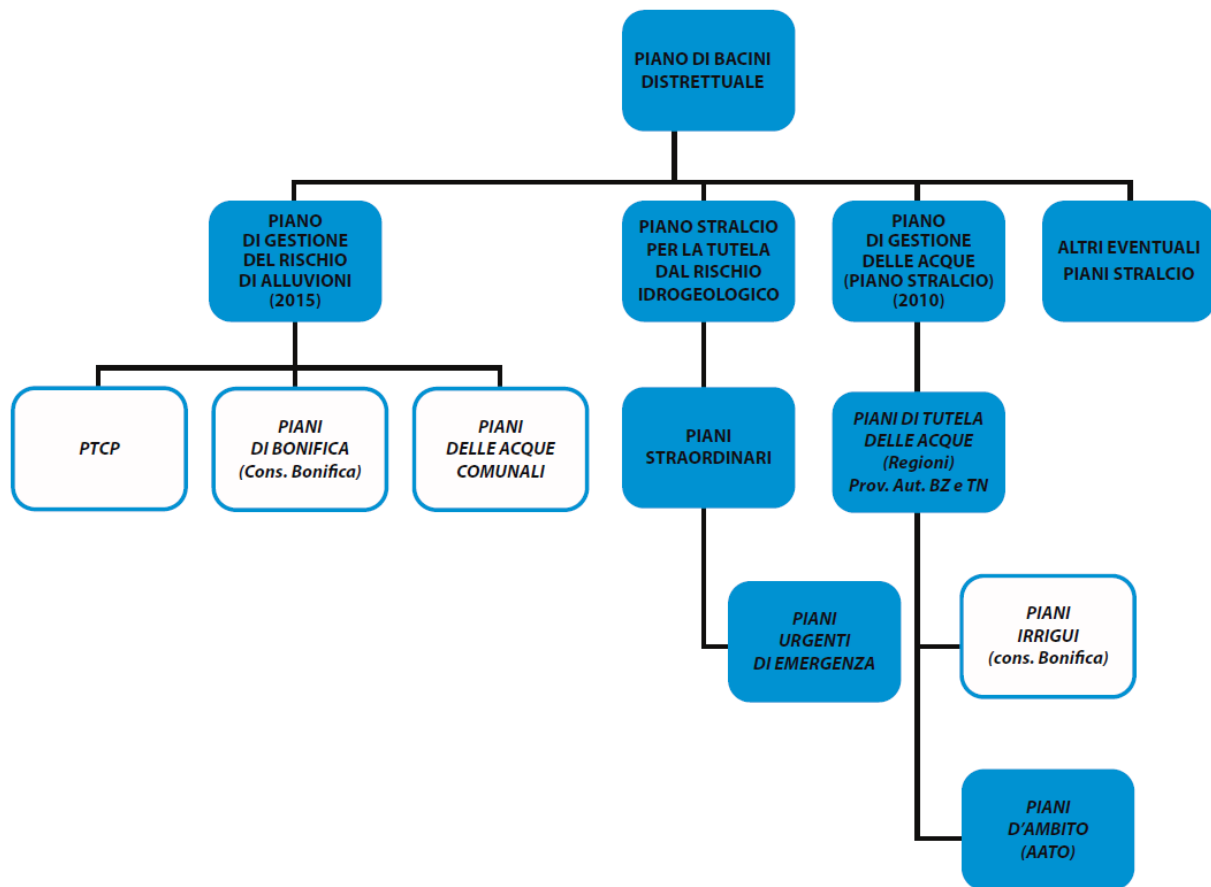 PIANO DI BACINI
DISTRETTUALE
PIANO
DI GESTIONE
DEL RISCHIO
DI ALLUVIONI
(2015)
PIANO STRALCIO
PER LA TUTELA
DAL RISCHIO
IDROGEOLOGICO
PIANO
DI GESTIONE
DELLE ACQUE
(PIANO STRALCIO)
(2010)
ALTRI EVENTUALI
PIANI STRALCIO
PTCP
PIANI
DI BONIFICA
(Cons. Bonifica)
PIANI
DELLE ACQUE
COMUNALI
PIANI
STRAORDINARI
PIANI DI TUTELA
DELLE ACQUE
(Regioni)
Prov. Aut. BZ e TN
PIANI
URGENTI
DI EMERGENZA
PIANI
IRRIGUI
(cons. Bonifica)
PIANI
D'AMBITO
(AATO)